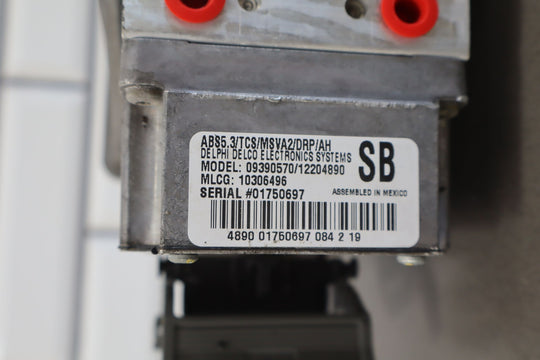 ABS5.3/TCS/MSVA2/DRP/AH
DELPHI DELCO ELECTRONICS SYSTEMS
MODEL: 09390570/12204890
MLCG: 10306496
SERIAL #01750697
SB
ASSEMBLED IN MEXICO
4890 01750697 084 2 19